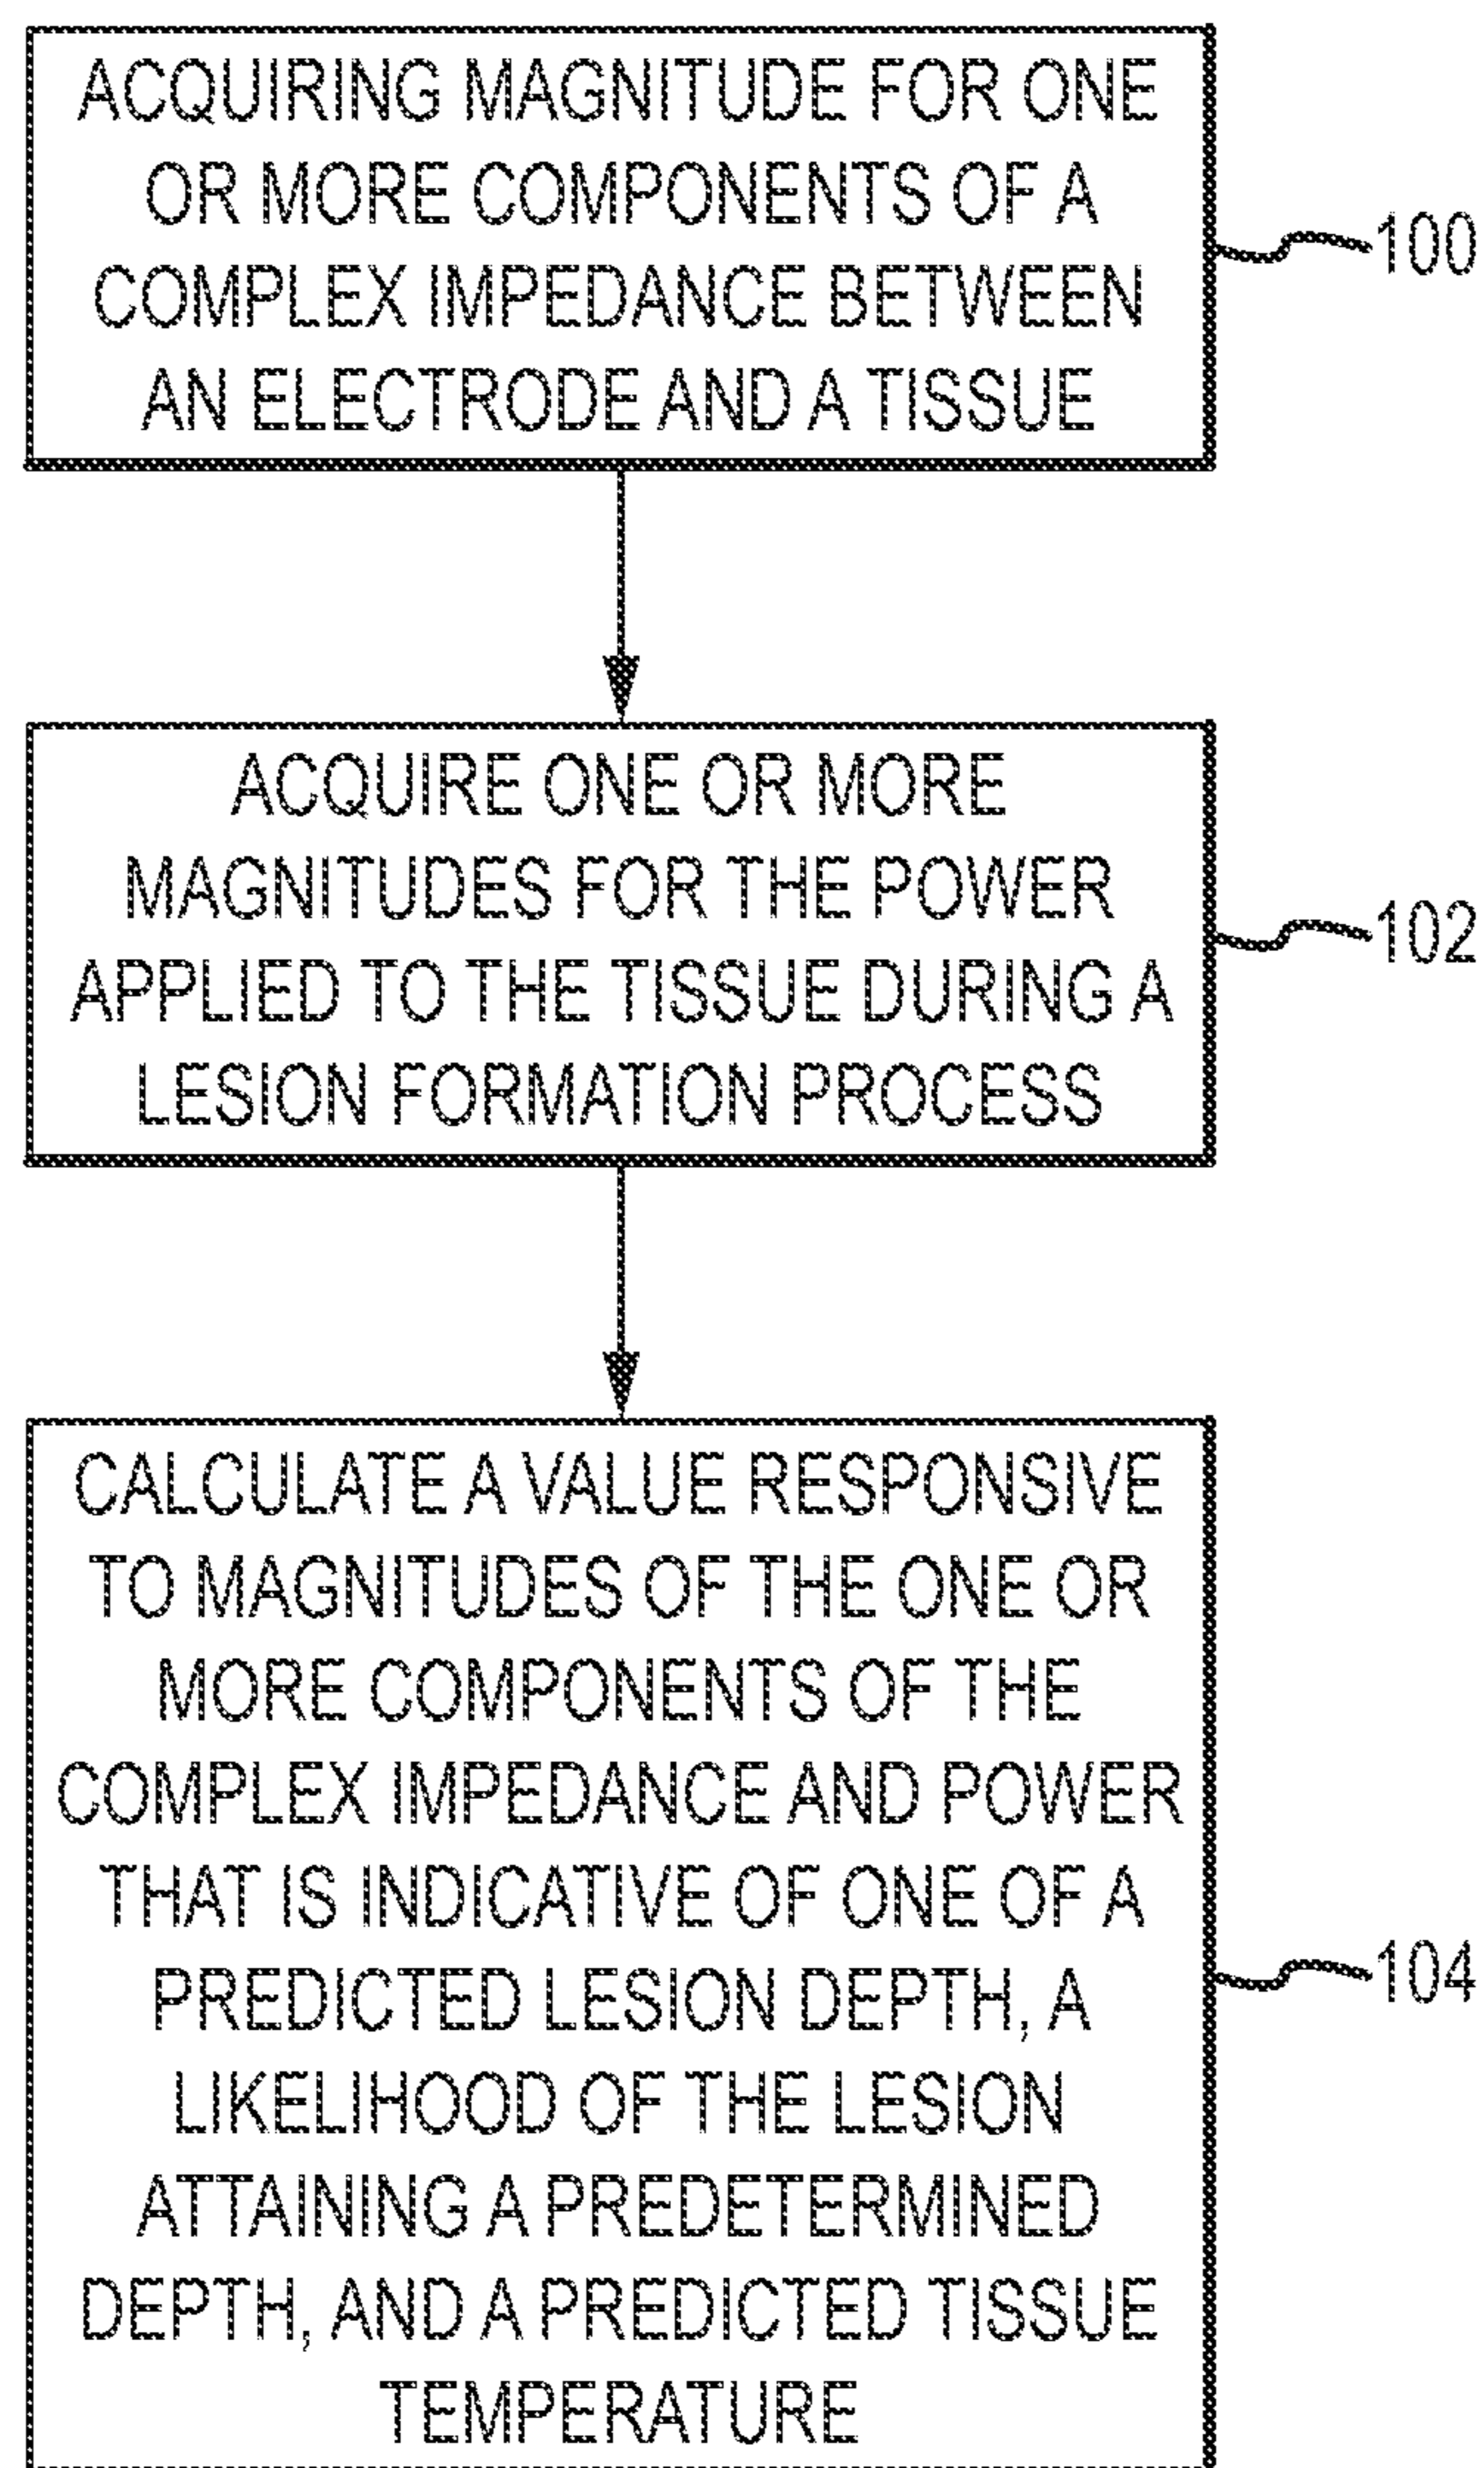 ACQUIRING MAGNITUDE FOR ONE
OR MORE COMPONENTS OF A
COMPLEX IMPEDANCE BETWEEN
AN ELECTRODE AND A TISSUE
100
ACQUIRE ONE OR MORE
MAGNITUDES FOR THE POWER
APPLIED TO THE TISSUE DURING A
LESION FORMATION PROCESS
102
CALCULATE A VALUE RESPONSIVE
TO MAGNITUDES OF THE ONE OR
MORE COMPONENTS OF THE
COMPLEX IMPEDANCE AND POWER
THAT IS INDICATIVE OF ONE OF A
PREDICTED LESION DEPTH, A
LIKELIHOOD OF THE LESION
ATTAINING A PREDETERMINED
DEPTH, AND A PREDICTED TISSUE
TEMPERATURE
104